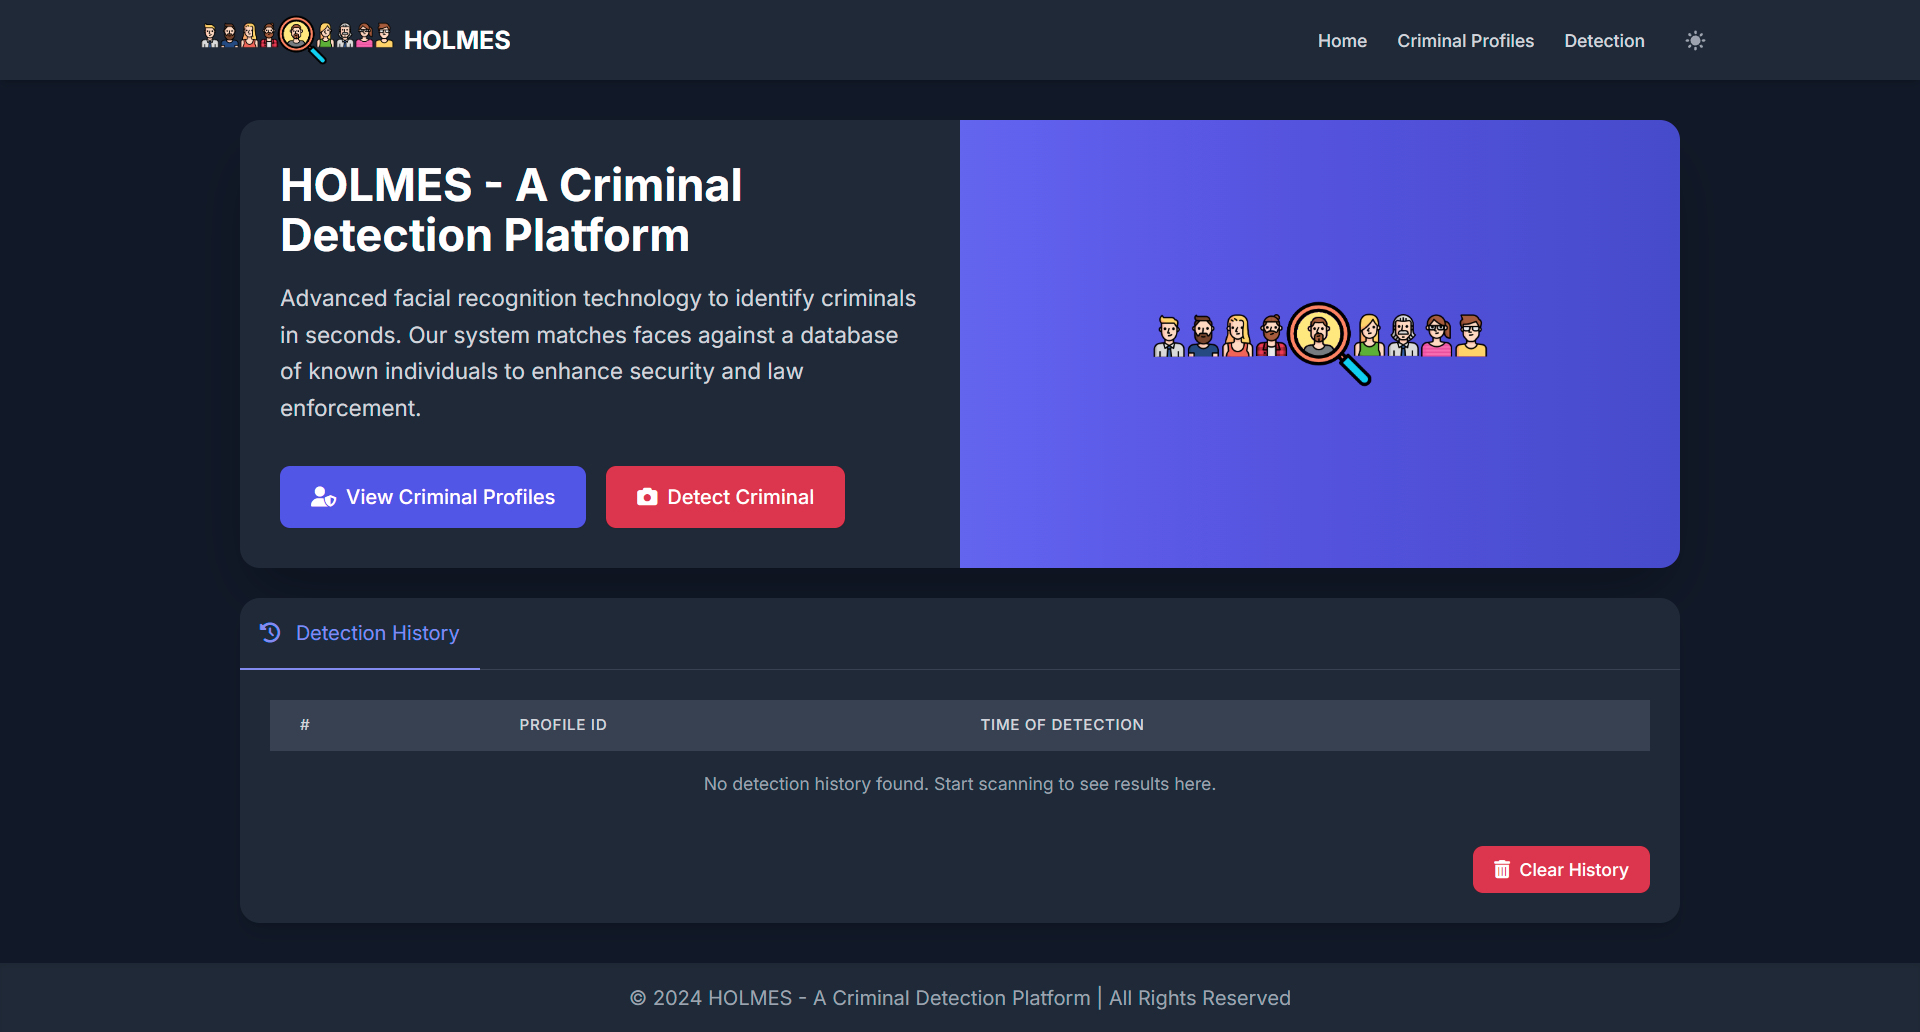 HOLMES
Home
Criminal Profiles
Detection
HOLMES - A Criminal
Detection Platform
Advanced facial recognition technology to identify criminals
in seconds. Our system matches faces against a database
of known individuals to enhance security and law
enforcement.
View Criminal Profiles
Detect Criminal
Detection History
# PROFILE ID TIME OF DETECTION
No detection history found. Start scanning to see results here.
Clear History
© 2024 HOLMES - A Criminal Detection Platform | All Rights Reserved